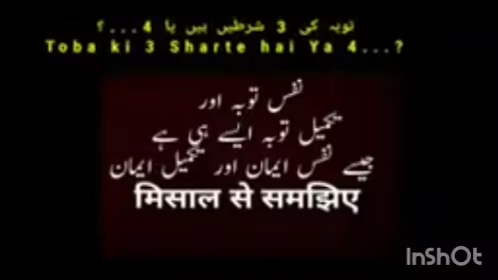 توبہ کی 3 شرطیں ہیں یا 4...؟
Toba ki 3 Sharte hai Ya 4...?
نفس توبہ اور
تکمیل توبہ ایسے ہی ہے
جیسے نفس ایمان اور تکمیل ایمان
मिसाल से समझिए
InShOt